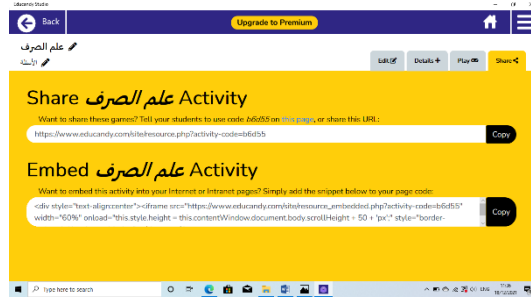 Educandy Studio
Back
Upgrade to Premium
علم الصرف
الأسئلة
Edit
Details +
Play
Share
Share علم الصرف Activity
Want to share these games? Tell your students to use code b6d55 on this page, or share this URL:
https://www.educandy.com/site/resource.php?activity-code=b6d55
Copy
Embed علم الصرف Activity
Want to embed this activity into your Internet or Intranet pages? Simply add the snippet below to your page code:
<div style="text-align:center"><iframe src="https://www.educandy.com/site/resource_embedded.php?activity-code=b6d55"
width="60%" onload="this.style.height = this.contentWindow.document.body.scrollHeight + 50 + 'px';" style="border-
Copy
Type here to search